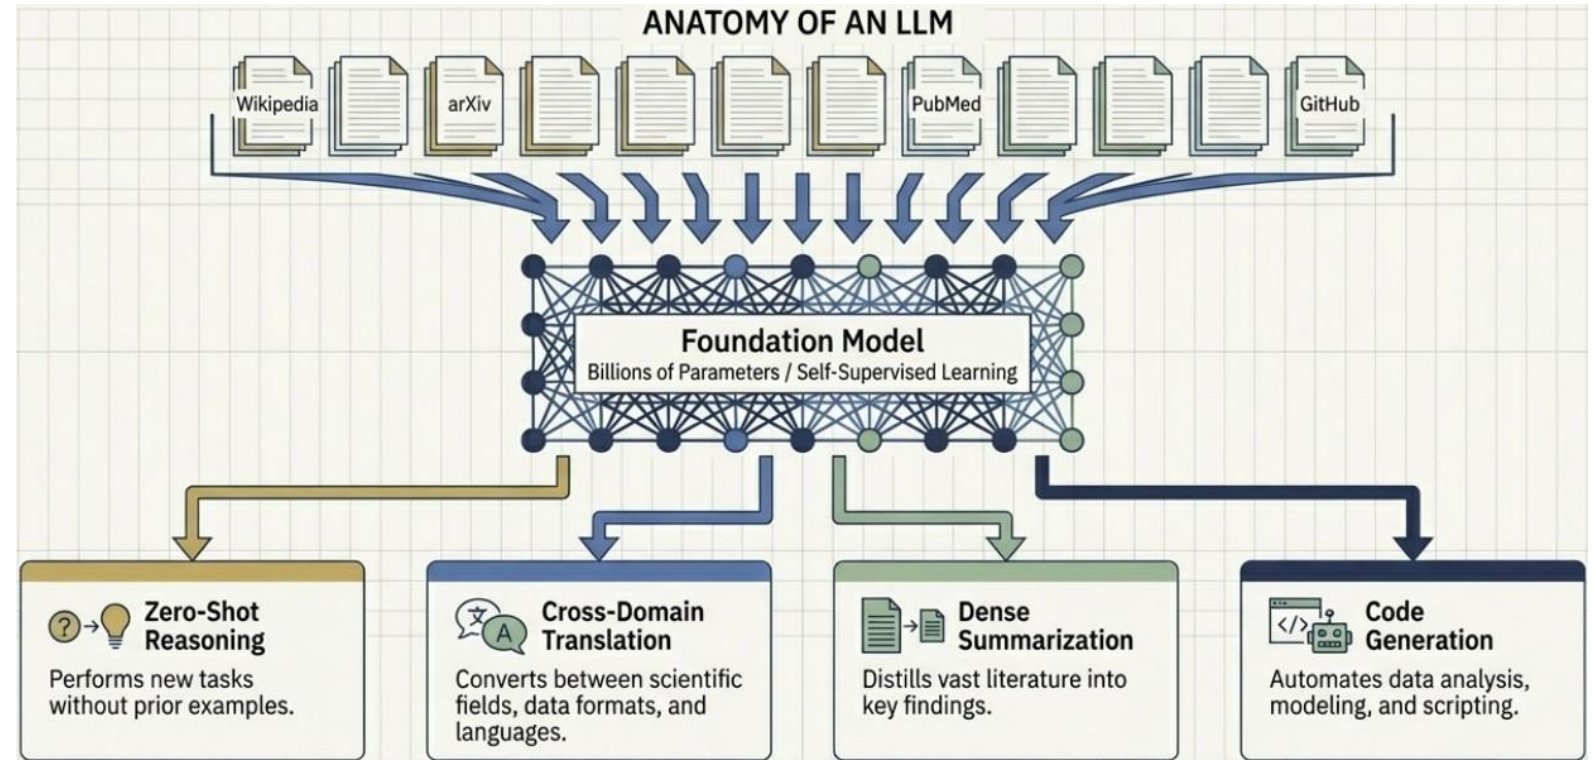 ANATOMY OF AN LLM
Wikipedia
arXiv
PubMed
GitHub
Foundation Model
Billions of Parameters / Self-Supervised Learning
?
Zero-Shot
Reasoning
Performs new tasks
without prior examples.
文
A
Cross-Domain
Translation
Converts between scientific
fields, data formats, and
languages.
Dense
Summarization
Distills vast literature into
key findings.
</>
Code
Generation
Automates data analysis,
modeling, and scripting.